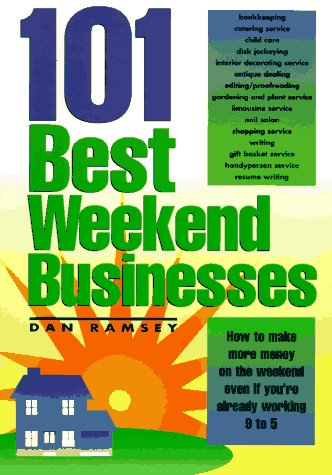 101
Best
Weekend
Businesses
DAN RAMSEY
bookkeeping
catering service
child care
disk jockeying
interior decorating service
antique dealing
editing/proofreading
gardening and plant service
limousine service
nail salon
shopping service
writing
gift basket service
handyperson service
resume writing
How to make
more money
on the weekend
even if you're
already working
9 to 5